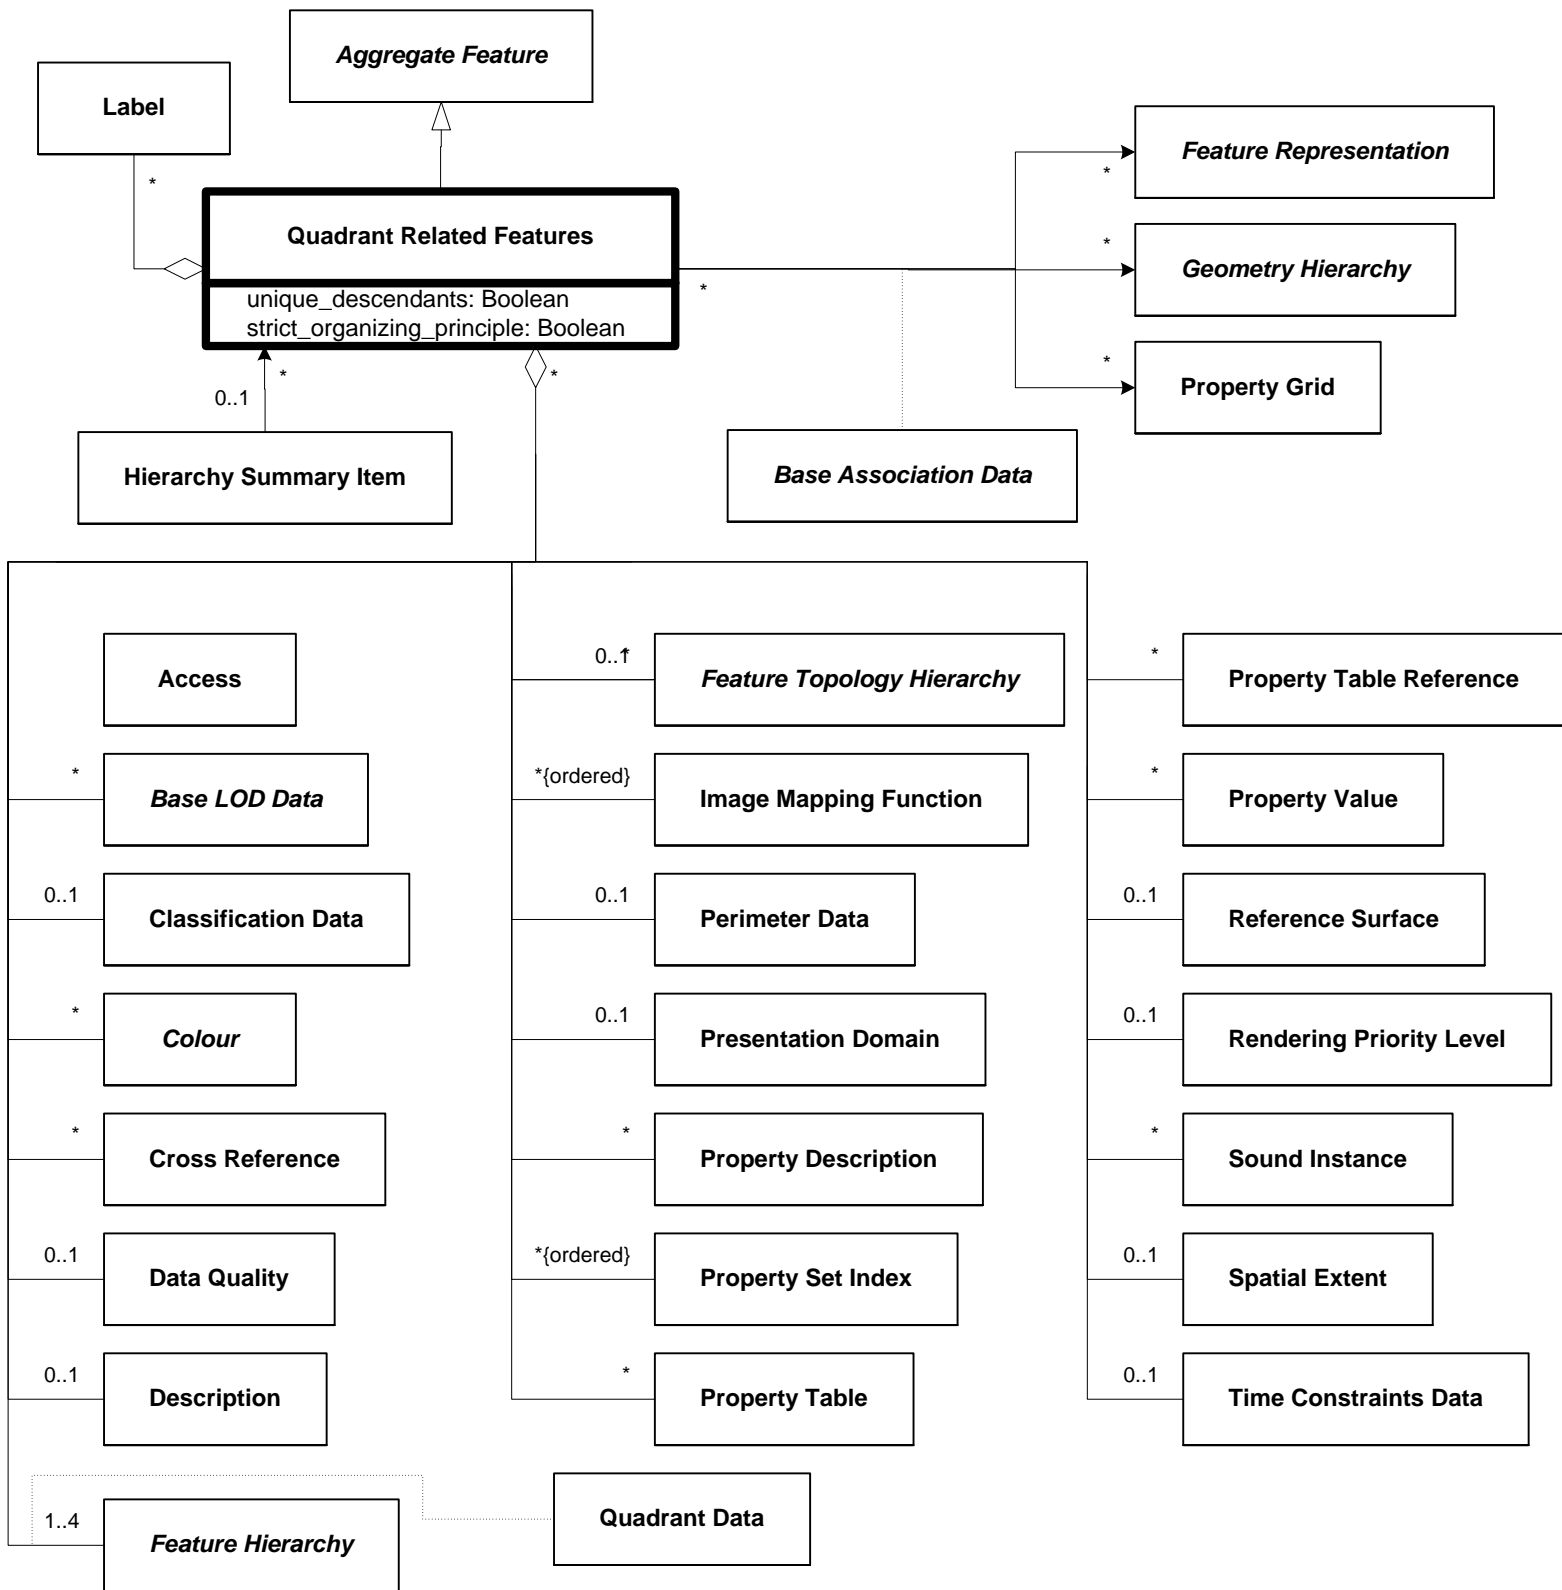 Aggregate Feature
Label
*
Feature Representation
*
Quadrant Related Features
unique_descendants: Boolean
strict_organizing_principle: Boolean
*
*
Geometry Hierarchy
*
Property Grid
*
0..1
*
Hierarchy Summary Item
Base Association Data
Access
*
Base LOD Data
0..1
Classification Data
*
Colour
*
Cross Reference
0..1
Data Quality
0..1
Description
1..4
Feature Hierarchy
Quadrant Data
0..1
*
Feature Topology Hierarchy
*{ordered}
Image Mapping Function
0..1
Perimeter Data
0..1
Presentation Domain
*
Property Description
*{ordered}
Property Set Index
*
Property Table
*
Property Table Reference
*
Property Value
0..1
Reference Surface
0..1
Rendering Priority Level
*
Sound Instance
0..1
Spatial Extent
0..1
Time Constraints Data